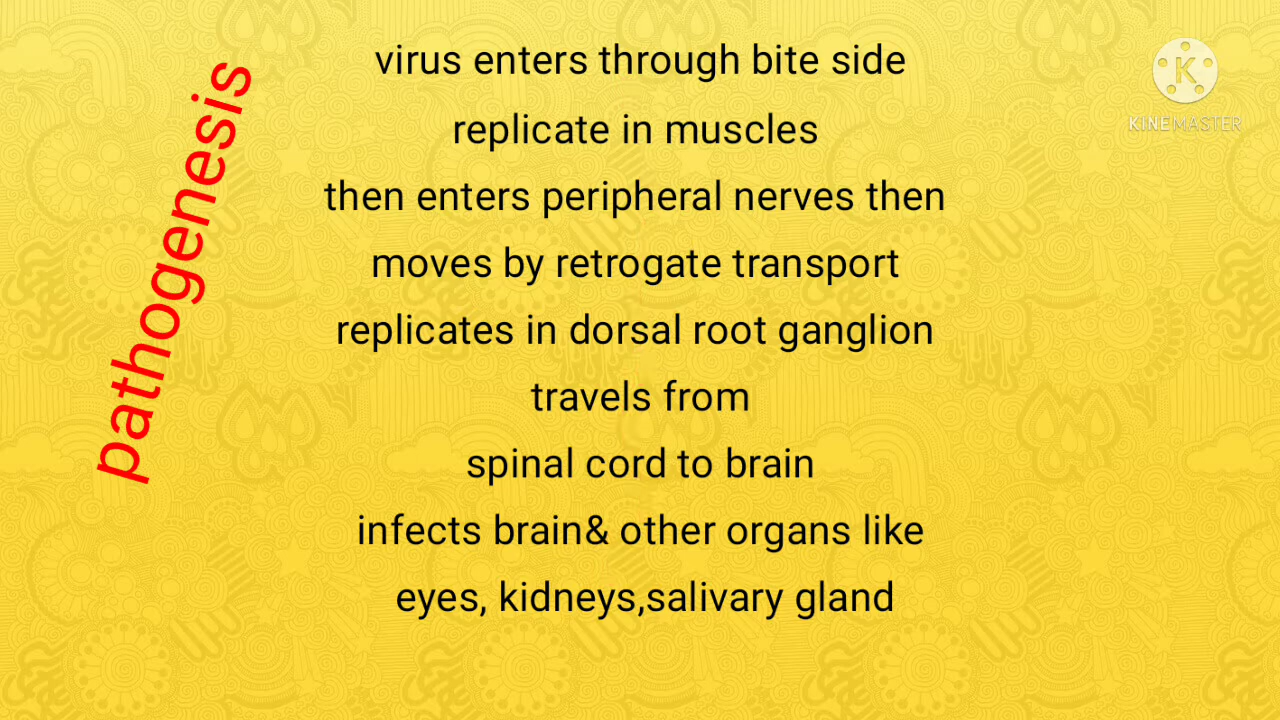 pathogenesis
virus enters through bite side
replicate in muscles
then enters peripheral nerves then
moves by retrogate transport
replicates in dorsal root ganglion
travels from
spinal cord to brain
infects brain& other organs like
eyes, kidneys,salivary gland
K
KINEMASTER